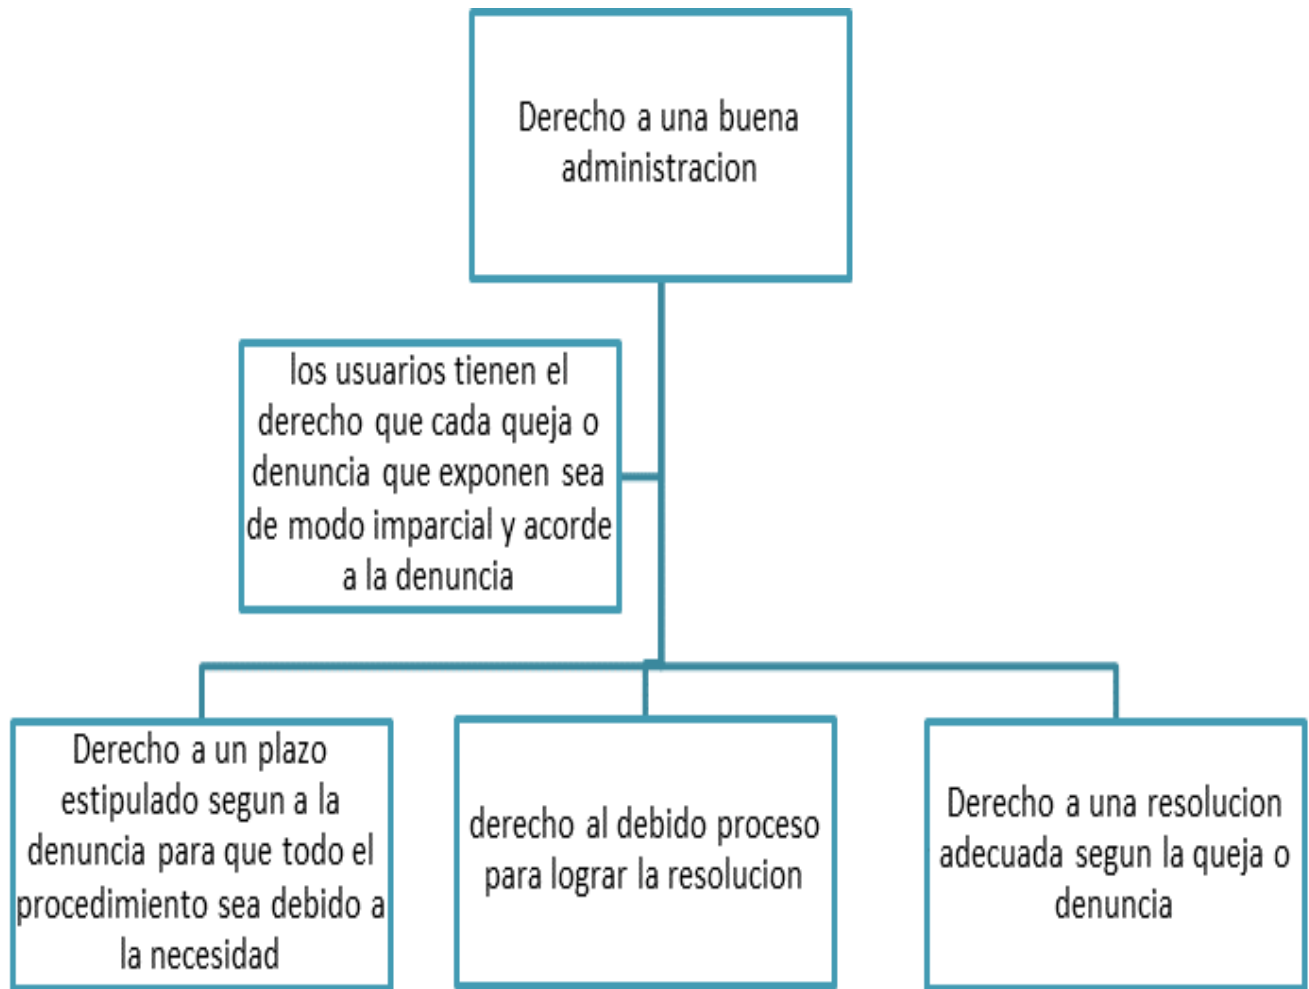 Derecho a una buena
administracion
los usuarios tienen el
derecho que cada queja o
denuncia que exponen sea
de modo imparcial y acorde
a la denuncia
Derecho a un plazo
estipulado segun a la
denuncia para que todo el
procedimiento sea debido a
la necesidad
derecho al debido proceso
para lograr la resolucion
Derecho a una resolucion
adecuada segun la queja o
denuncia